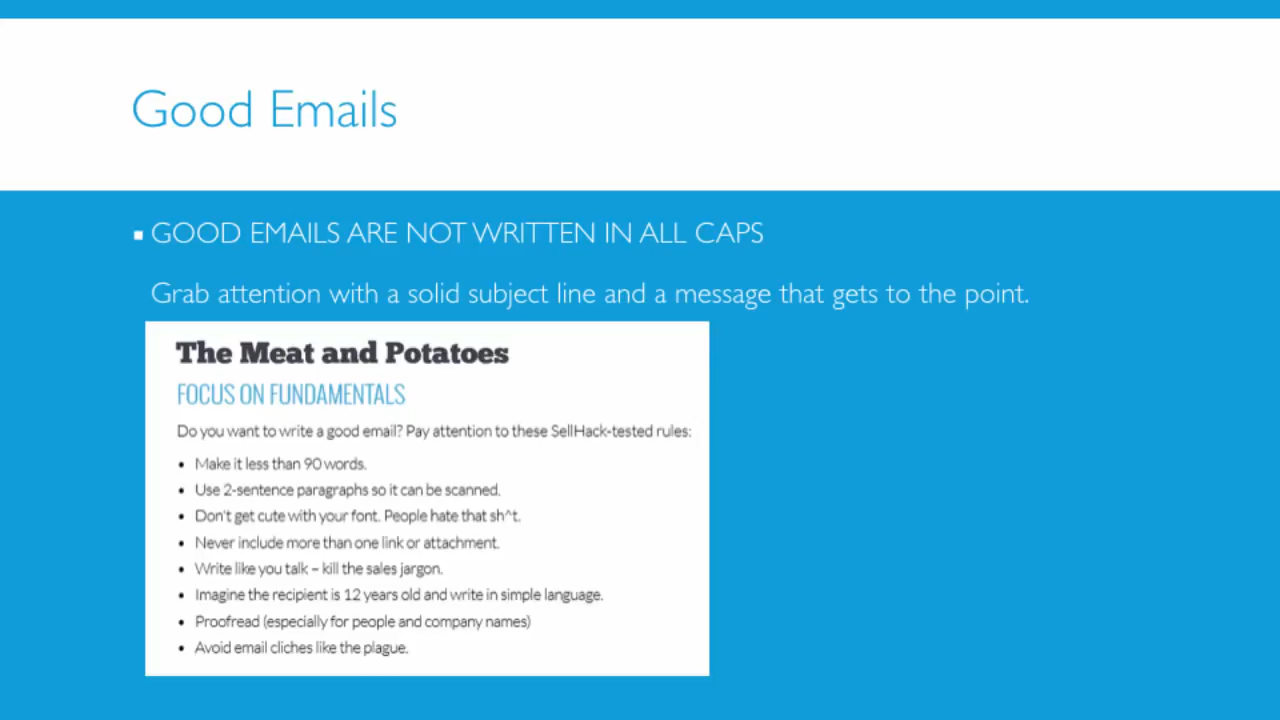 Good Emails
▪ GOOD EMAILS ARE NOT WRITTEN IN ALL CAPS
Grab attention with a solid subject line and a message that gets to the point.
The Meat and Potatoes
FOCUS ON FUNDAMENTALS
Do you want to write a good email? Pay attention to these SellHack-tested rules:
• Make it less than 90 words.
• Use 2-sentence paragraphs so it can be scanned.
• Don't get cute with your font. People hate that sh^t.
• Never include more than one link or attachment.
• Write like you talk – kill the sales jargon.
• Imagine the recipient is 12 years old and write in simple language.
• Proofread (especially for people and company names)
• Avoid email cliches like the plague.